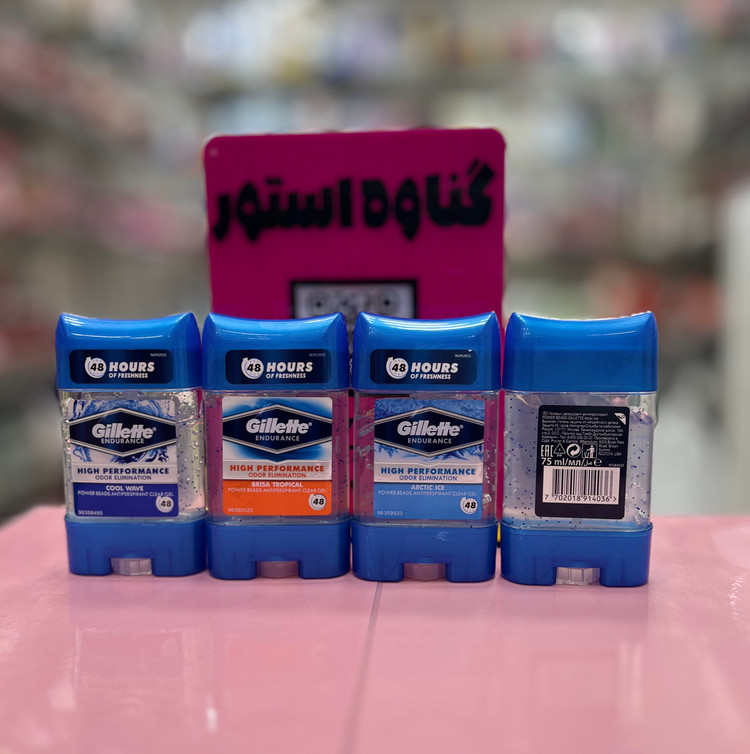 گناوه استور
48 HOURS
OF FRESHNESS
Gillette®
ENDURANCE
HIGH PERFORMANCE
ODOR ELIMINATION
COOL WAVE
POWER BEADS ANTIPERSPIRANT CLEAR GEL
48
48 HOURS
OF FRESHNESS
Gillette®
ENDURANCE
HIGH PERFORMANCE
ODOR ELIMINATION
BRISA TROPICAL
POWER BEADS ANTIPERSPIRANT CLEAR GEL
48
48 HOURS
OF FRESHNESS
Gillette®
ENDURANCE
HIGH PERFORMANCE
ODOR ELIMINATION
ARCTIC ICE
POWER BEADS ANTIPERSPIRANT CLEAR GEL
48
EAC
75 ml/мл/مل
7 702018 914036